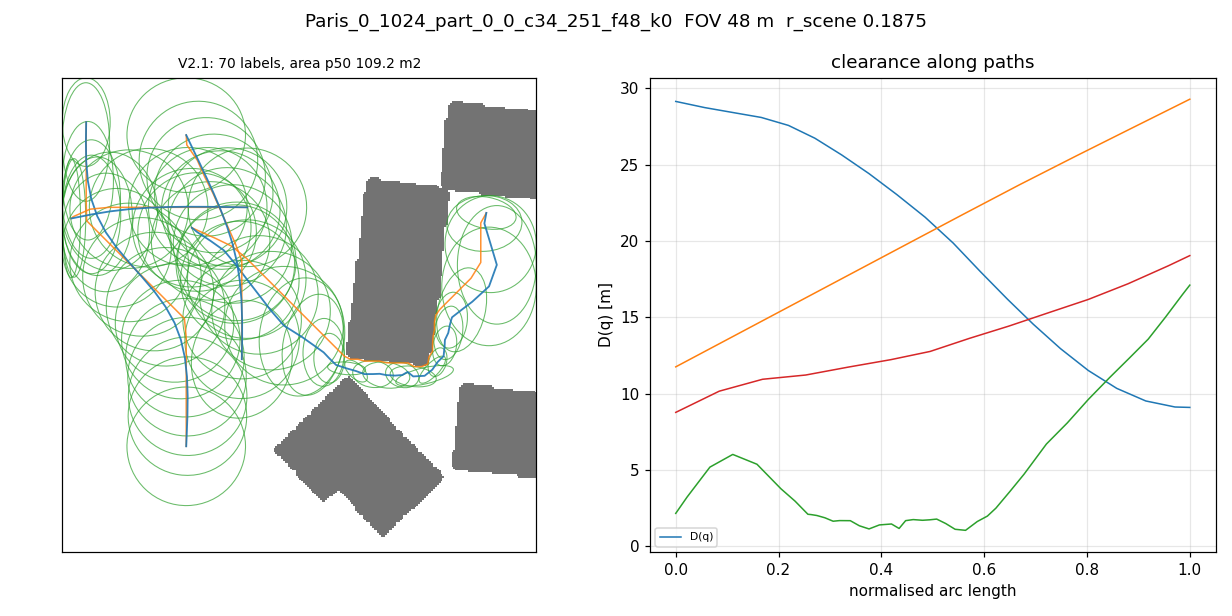 Paris_0_1024_part_0_0_c34_251_f48_k0 FOV 48 m r_scene 0.1875
V2.1: 70 labels, area p50 109.2 m2
clearance along paths
30
25
20
15
10
5
0
D(q) [m]
D(q)
0.0 0.2 0.4 0.6 0.8 1.0
normalised arc length